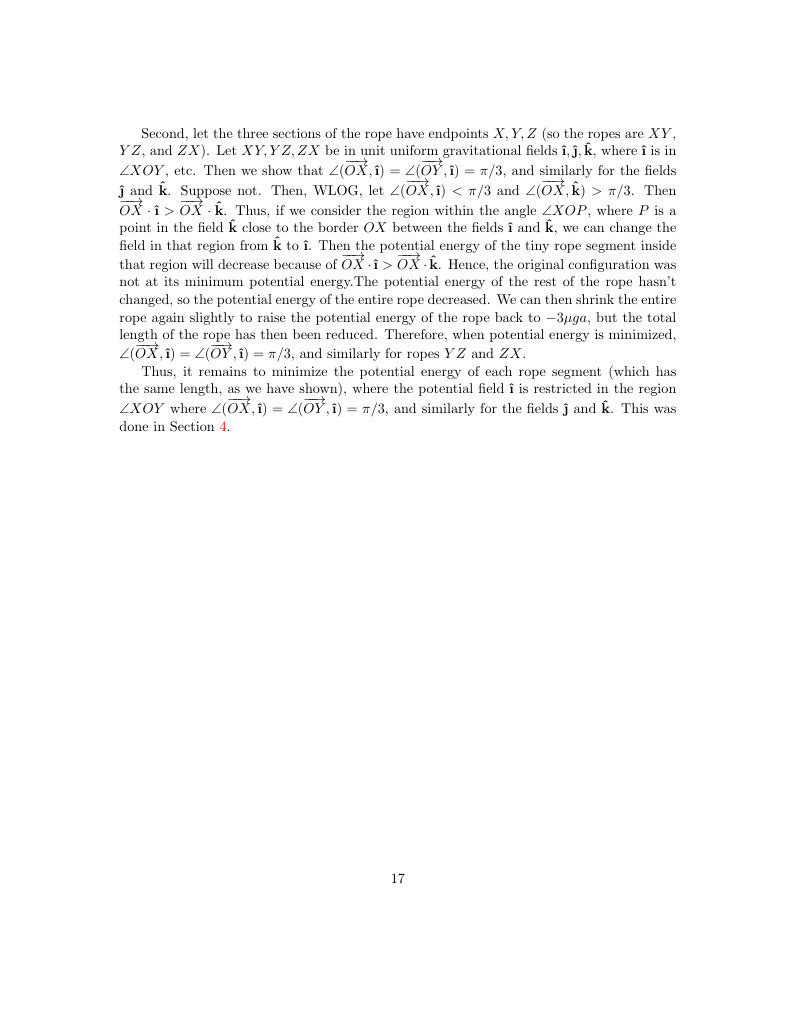 Second, let the three sections of the rope have endpoints X, Y, Z (so the ropes are XY,
YZ, and ZX). Let XY, YZ, ZX be in unit uniform gravitational fields î, ĵ, k̂, where î is in
∠XOY, etc. Then we show that ∠(\overrightarrow{OX}, î) = ∠(\overrightarrow{OY}, î) = π/3, and similarly for the fields
ĵ and k̂. Suppose not. Then, WLOG, let ∠(\overrightarrow{OX}, î) < π/3 and ∠(\overrightarrow{OX}, k̂) > π/3. Then
\overrightarrow{OX} · î > \overrightarrow{OX} · k̂. Thus, if we consider the region within the angle ∠XOP, where P is a
point in the field k̂ close to the border OX between the fields î and k̂, we can change the
field in that region from k̂ to î. Then the potential energy of the tiny rope segment inside
that region will decrease because of \overrightarrow{OX} · î > \overrightarrow{OX} · k̂. Hence, the original configuration was
not at its minimum potential energy.The potential energy of the rest of the rope hasn't
changed, so the potential energy of the entire rope decreased. We can then shrink the entire
rope again slightly to raise the potential energy of the rope back to −3μga, but the total
length of the rope has then been reduced. Therefore, when potential energy is minimized,
∠(\overrightarrow{OX}, î) = ∠(\overrightarrow{OY}, î) = π/3, and similarly for ropes YZ and ZX.
Thus, it remains to minimize the potential energy of each rope segment (which has
the same length, as we have shown), where the potential field î is restricted in the region
∠XOY where ∠(\overrightarrow{OX}, î) = ∠(\overrightarrow{OY}, î) = π/3, and similarly for the fields ĵ and k̂. This was
done in Section 4.
17